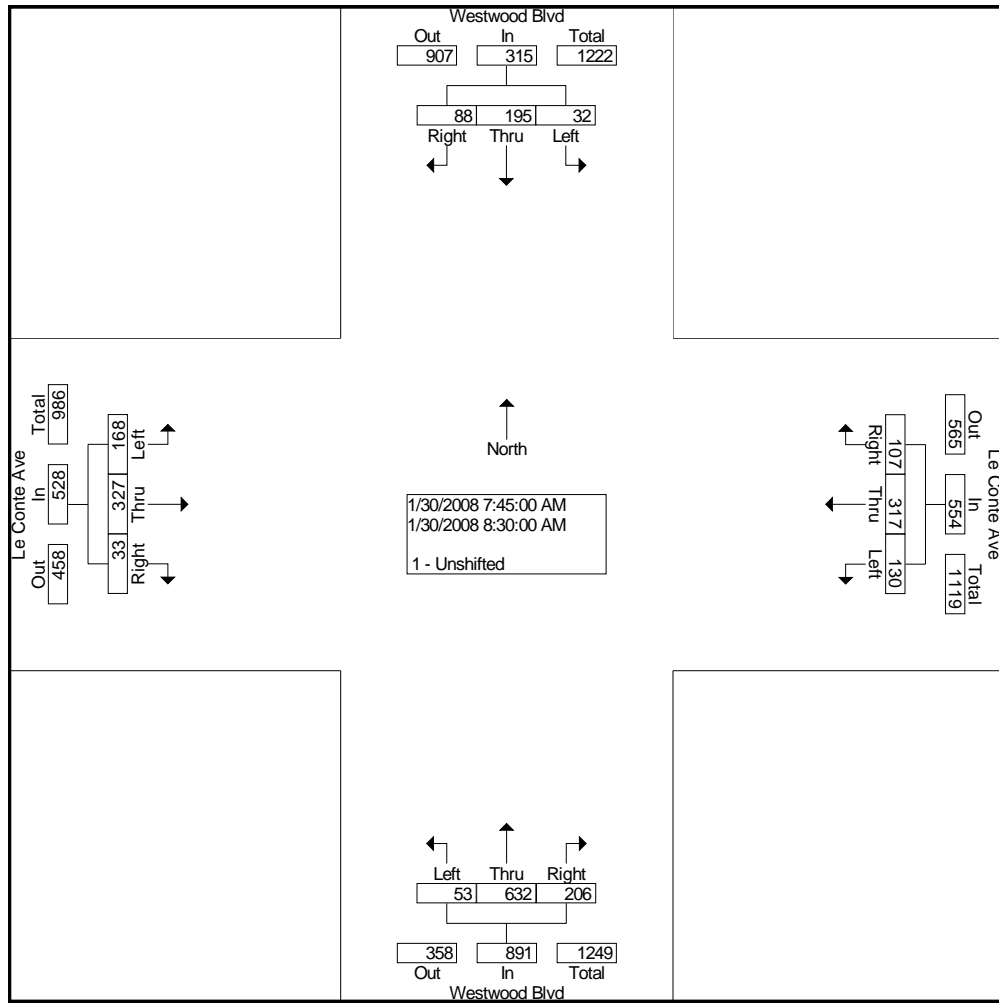 Westwood Blvd
Out In Total
907 315 1222
88 195 32
Right Thru Left
Le Conte Ave
Total In Out
986 528 458
168 327 33
Left Thru Right
North
1/30/2008 7:45:00 AM
1/30/2008 8:30:00 AM
1 - Unshifted
Right Thru Left
107 317 130
Out In Total
565 554 1119
Le Conte Ave
Left Thru Right
53 632 206
358 891 1249
Out In Total
Westwood Blvd